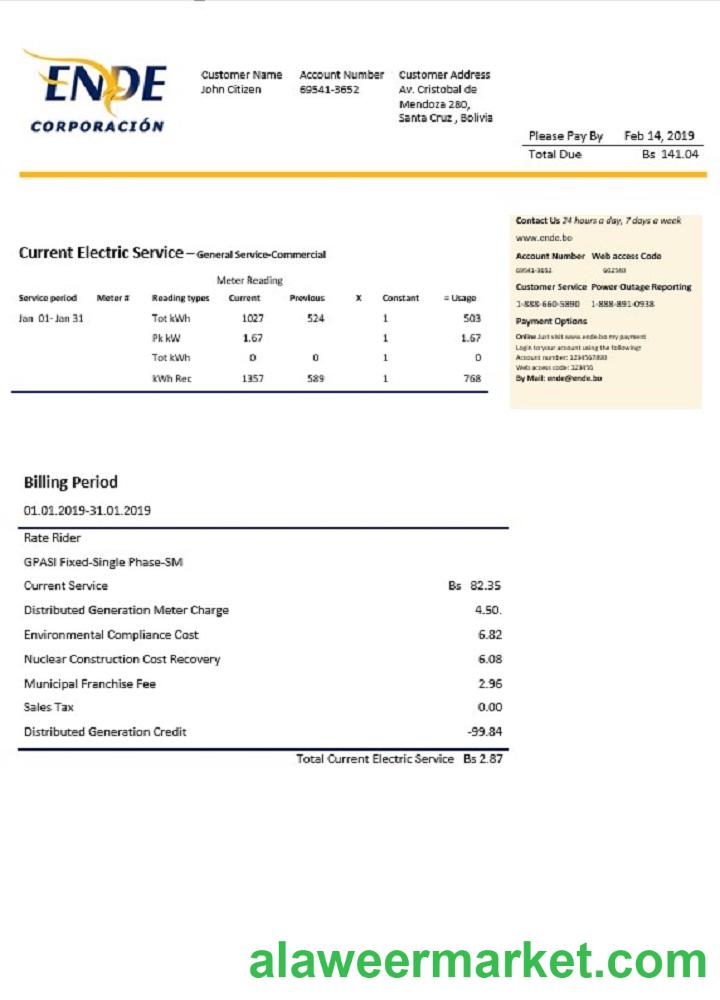 ENDE
CORPORACIÓN
Customer Name Account Number Customer Address
John Citizen 69541-3652 Av. Cristobal de
Mendoza 280,
Santa Cruz , Bolivia
Please Pay By Feb 14, 2019
Total Due Bs 141.04
Contact Us 24 hours a day, 7 days a week
www.ende.bo
Account Number Web access Code
69541-3652
Customer Service Power Outage Reporting
1-888-660-5890 1-888-891-0938
Payment Options
Online Just visit www.ende.bo my payment
Login to your account using the following:
Account number: 1234567890
Web access code: 123456
By Mail: ende@ende.bo
Current Electric Service – General Service-Commercial
Meter Reading
Service period Meter # Reading types Current Previous X Constant = Usage
Jan 01- Jan 31 Tot kWh 1027 524 1 503
Pk kW 1.67 1 1.67
Tot kWh 0 0 1 0
kWh Rec 1357 589 1 768
Billing Period
01.01.2019-31.01.2019
Rate Rider
GPASI Fixed-Single Phase-SM
Current Service Bs 82.35
Distributed Generation Meter Charge 4.50.
Environmental Compliance Cost 6.82
Nuclear Construction Cost Recovery 6.08
Municipal Franchise Fee 2.96
Sales Tax 0.00
Distributed Generation Credit -99.84
Total Current Electric Service Bs 2.87
alaweermarket.com